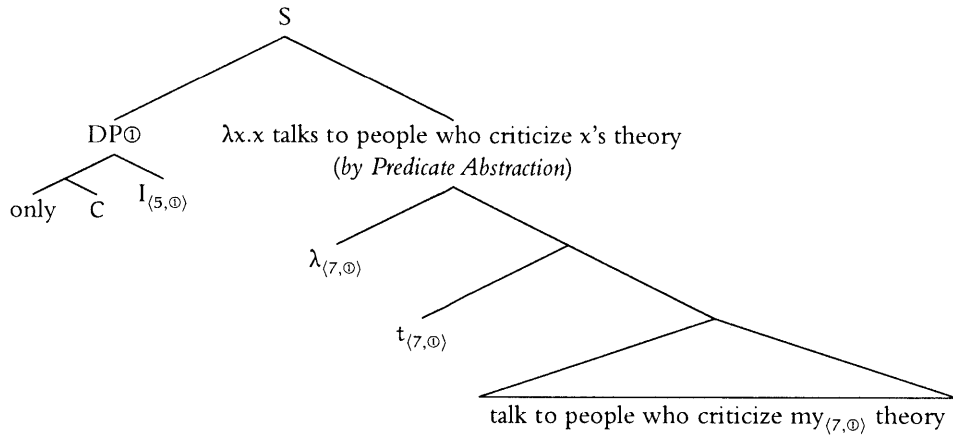 S
DP① λx.x talks to people who criticize x's theory
(by Predicate Abstraction)
only C I⟨5,①⟩
λ⟨7,①⟩
t⟨7,①⟩
talk to people who criticize my⟨7,①⟩ theory